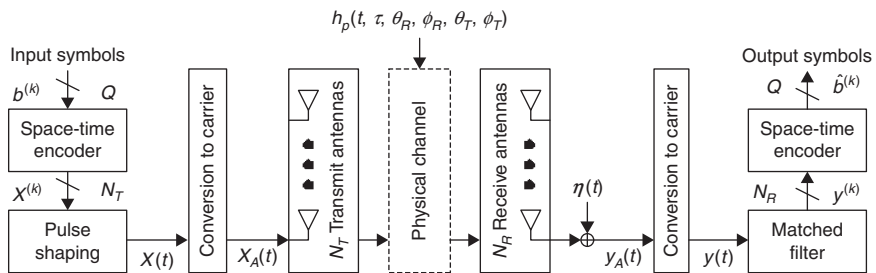 h_p(t, τ, θ_R, ϕ_R, θ_T, ϕ_T)
Input symbols
b^(k) Q
Space-time
encoder
X^(k) N_T
Pulse
shaping
X(t)
Conversion to carrier
X_A(t)
N_T Transmit antennas
Physical channel
N_R Receive antennas
η(t)
y_A(t)
Conversion to carrier
y(t)
Output symbols
Q b̂^(k)
Space-time
encoder
N_R y^(k)
Matched
filter